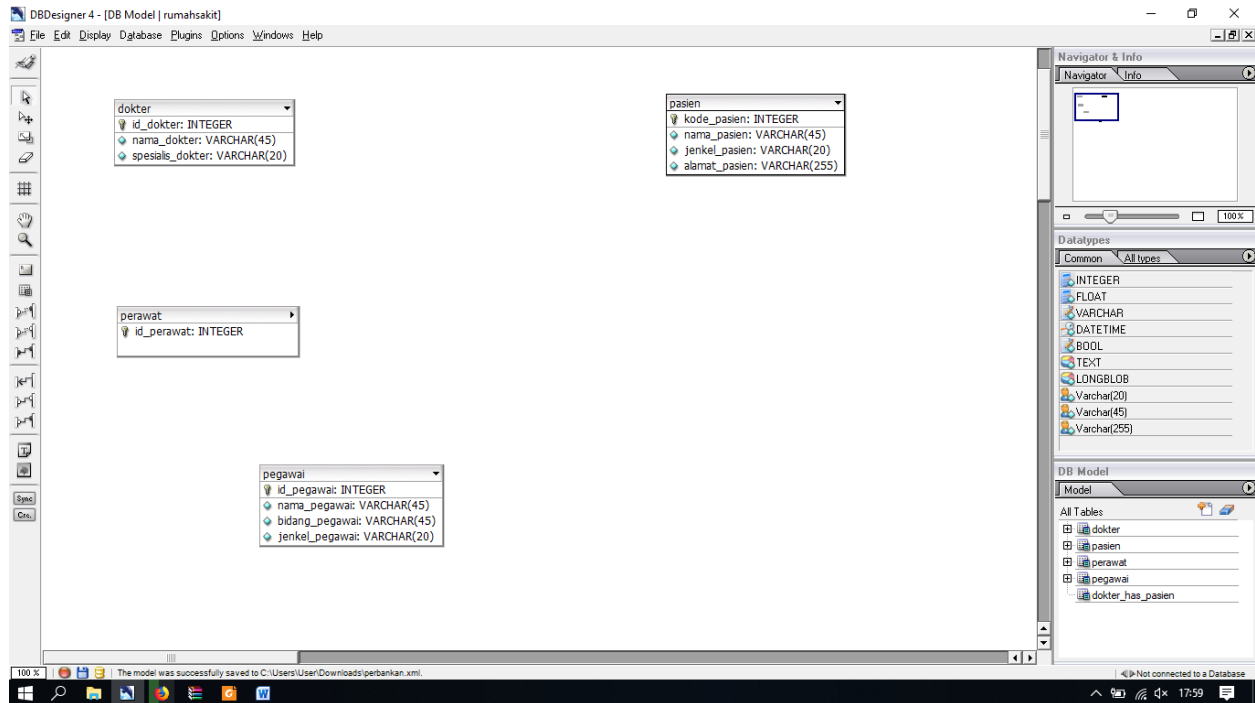 DBDesigner 4 - [DB Model | rumahsakit]
File Edit Display Database Plugins Options Windows Help
dokter
id_dokter: INTEGER
nama_dokter: VARCHAR(45)
spesialis_dokter: VARCHAR(20)
pasien
kode_pasien: INTEGER
nama_pasien: VARCHAR(45)
jenkel_pasien: VARCHAR(20)
alamat_pasien: VARCHAR(255)
perawat
id_perawat: INTEGER
pegawai
id_pegawai: INTEGER
nama_pegawai: VARCHAR(45)
bidang_pegawai: VARCHAR(45)
jenkel_pegawai: VARCHAR(20)
Sync
Cre.
Navigator & Info
Navigator Info
100 %
Datatypes
Common All types
INTEGER
FLOAT
VARCHAR
DATETIME
BOOL
TEXT
LONGBLOB
Varchar(20)
Varchar(45)
Varchar(255)
DB Model
Model
All Tables
dokter
pasien
perawat
pegawai
dokter_has_pasien
100 % The model was successfully saved to C:\Users\User\Downloads\perbankan.xml. Not connected to a Database
17:59